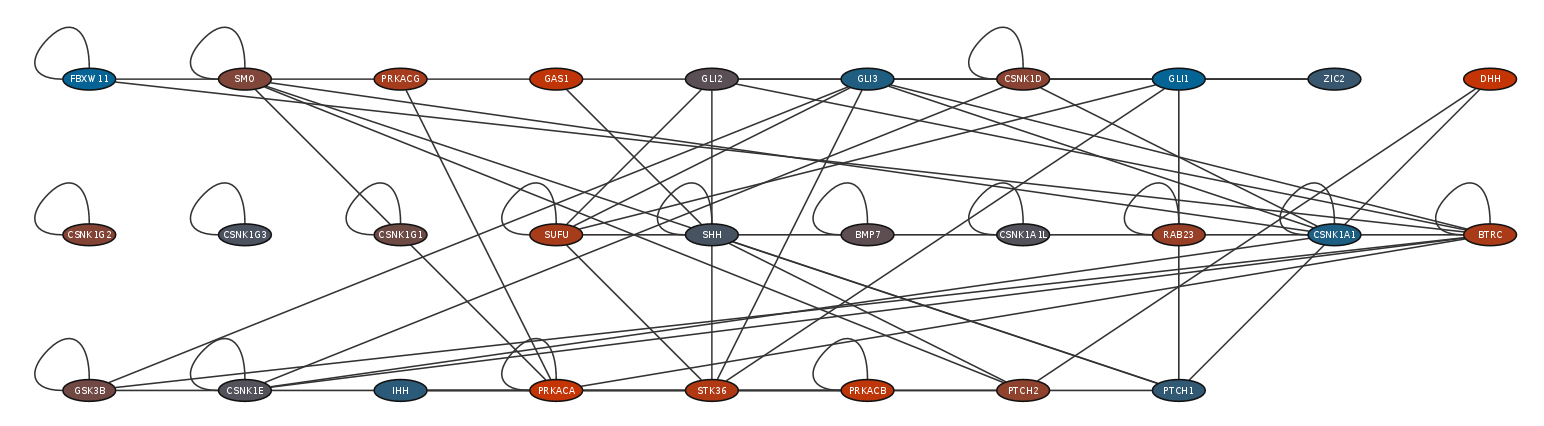 FBXW11 SMO PRKACG GAS1 GLI2 GLI3 CSNK1D GLI1 ZIC2 DHH
CSNK1G2 CSNK1G3 CSNK1G1 SUFU SHH BMP7 CSNK1A1L RAB23 CSNK1A1 BTRC
GSK3B CSNK1E IHH PRKACA STK36 PRKACB PTCH2 PTCH1